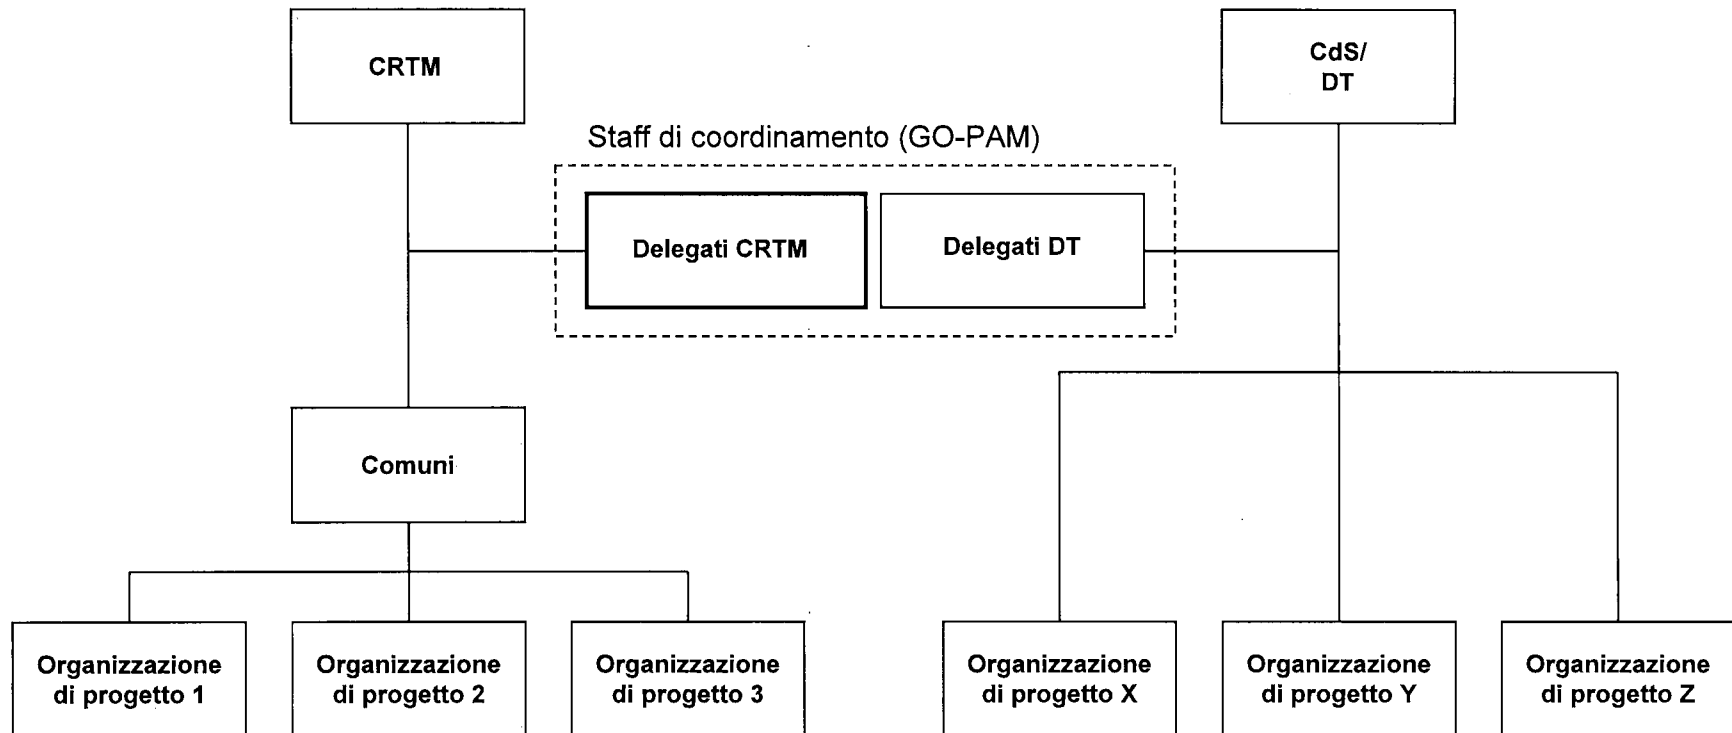 CRTM
CdS/
DT
Staff di coordinamento (GO-PAM)
Delegati CRTM
Delegati DT
Comuni
Organizzazione
di progetto 1
Organizzazione
di progetto 2
Organizzazione
di progetto 3
Organizzazione
di progetto X
Organizzazione
di progetto Y
Organizzazione
di progetto Z